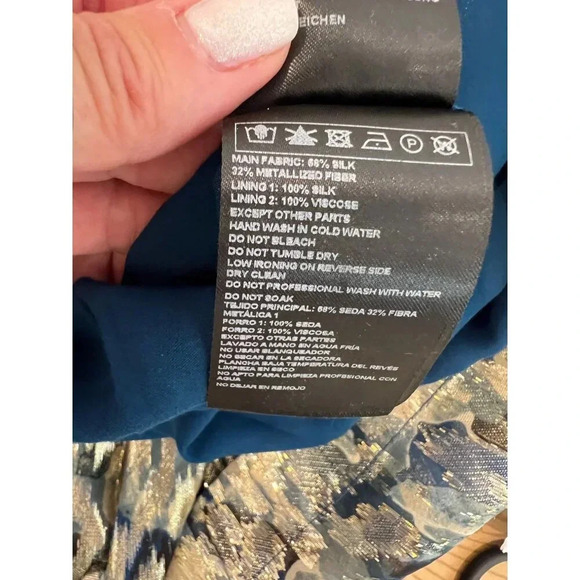 EICHEN
P
W
MAIN FABRIC: 68% SILK
32% METALLIZED FIBER
LINING 1: 100% SILK
LINING 2: 100% VISCOSE
EXCEPT OTHER PARTS
HAND WASH IN COLD WATER
DO NOT BLEACH
DO NOT TUMBLE DRY
LOW IRONING ON REVERSE SIDE
DRY CLEAN
DO NOT PROFESSIONAL WASH WITH WATER
DO NOT SOAK
TEJIDO PRINCIPAL: 68% SEDA 32% FIBRA
METÁLICA 1
FORRO 1: 100% SEDA
FORRO 2: 100% VISCOSA
EXCEPTO OTRAS PARTES
LAVADO A MANO EN AGUA FRÍA
NO USAR BLANQUEADOR
NO SECAR EN LA SECADORA
PLANCHA BAJA TEMPERATURA DEL REVÉS
LIMPIEZA EN SECO
NO APTO PARA LIMPIEZA PROFESSIONAL CON
AGUA
NO DEJAR EN REMOJO